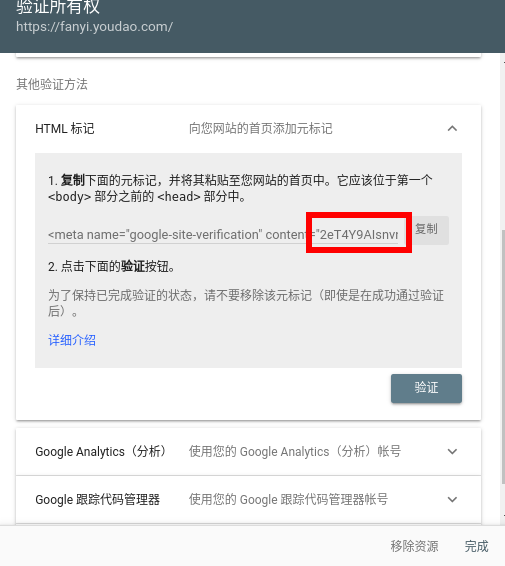 验证所有权
https://fanyi.youdao.com/
其他验证方法
HTML 标记
向您网站的首页添加元标记
1. 复制下面的元标记，并将其粘贴至您网站的首页中。它应该位于第一个
<body> 部分之前的 <head> 部分中。
<meta name="google-site-verification" content="2eT4Y9AIsnvr
复制
2. 点击下面的验证按钮。
为了保持已完成验证的状态，请不要移除该元标记（即使是在成功通过验证
后）。
详细介绍
验证
Google Analytics（分析）
使用您的 Google Analytics（分析）帐号
Google 跟踪代码管理器
使用您的 Google 跟踪代码管理器帐号
移除资源
完成